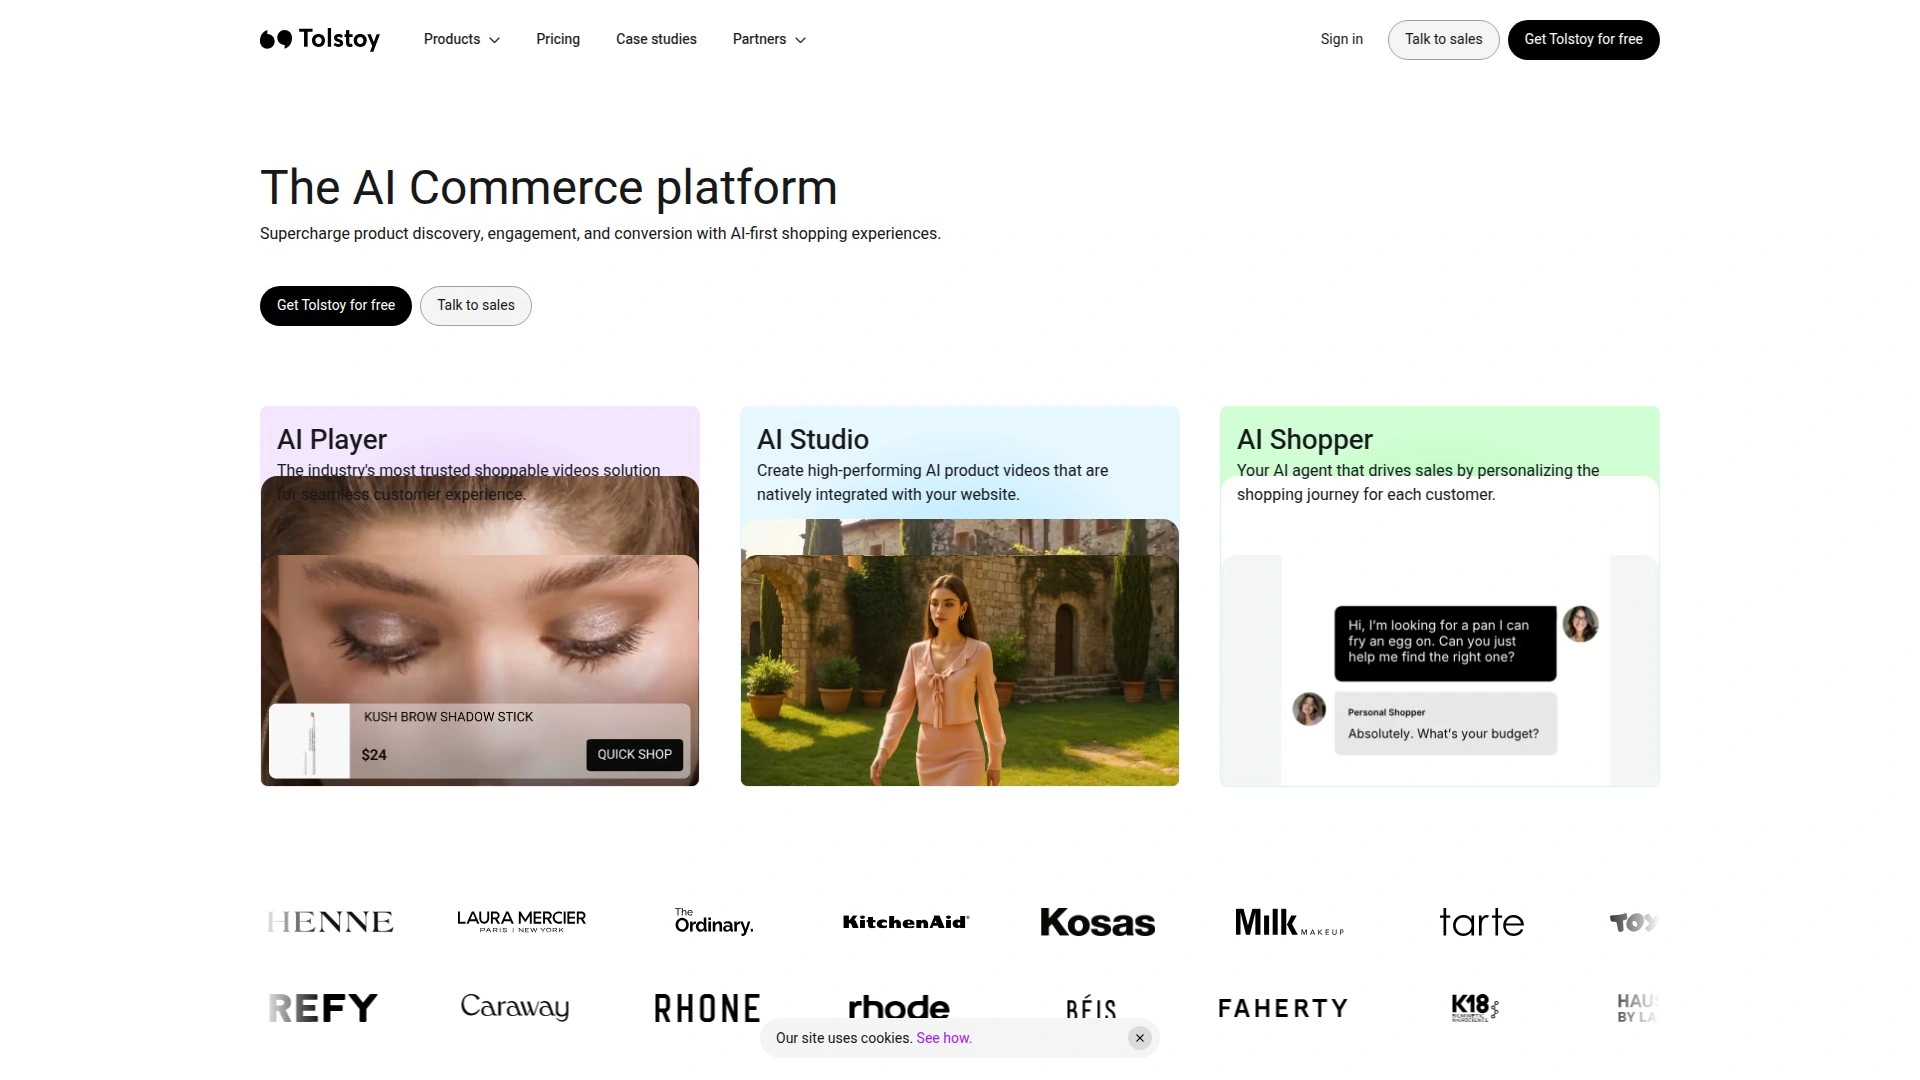 Tolstoy
Products
Pricing
Case studies
Partners
Sign in
Talk to sales
Get Tolstoy for free
The AI Commerce platform
Supercharge product discovery, engagement, and conversion with AI-first shopping experiences.
Get Tolstoy for free
Talk to sales
AI Player
The industry's most trusted shoppable videos solution
for seamless customer experience.
KUSH BROW SHADOW STICK
$24
QUICK SHOP
AI Studio
Create high-performing AI product videos that are
natively integrated with your website.
AI Shopper
Your AI agent that drives sales by personalizing the
shopping journey for each customer.
Hi, I'm looking for a pan I can
fry an egg on. Can you just
help me find the right one?
Personal Shopper
Absolutely. What's your budget?
HENNE
LAURA MERCIER
PARIS | NEW YORK
The
Ordinary.
KitchenAid
Kosas
Milk MAKEUP
tarte
TOY
REFY
Caraway
RHONE
rhode
BÉIS
FAHERTY
K18
HAUS
BY LA
Our site uses cookies. See how.